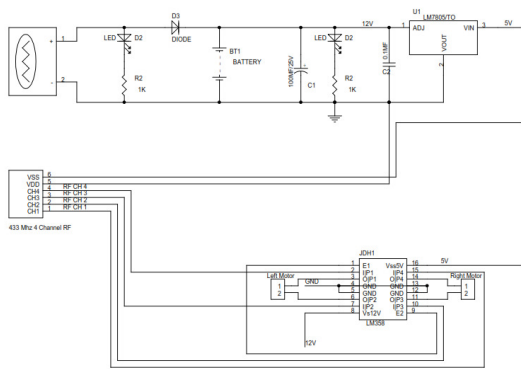 U1
LM7805/TO
D3
DIODE
12V
1
ADJ
VIN
3
5V
VOUT
2
+
1
-
2
LED
D2
R2
1K
BT1
BATTERY
100MF/25V
C1
LED
D2
R2
1K
0.1MF
C2
VSS
6
VDD
5
CH4
4
RF CH 4
CH3
3
RF CH 3
CH2
2
RF CH 2
CH1
1
RF CH 1
433 Mhz 4 Channel RF
JDH1
1
E1
Vss5V
16
5V
2
I|P1
I|P4
15
Left Motor
3
O|P1
O|P4
14
Right Motor
1
GND
4
GND
GND
13
1
2
5
GND
GND
12
2
6
O|P2
O|P3
11
7
I|P2
I|P3
10
8
Vs12V
E2
9
LM358
12V